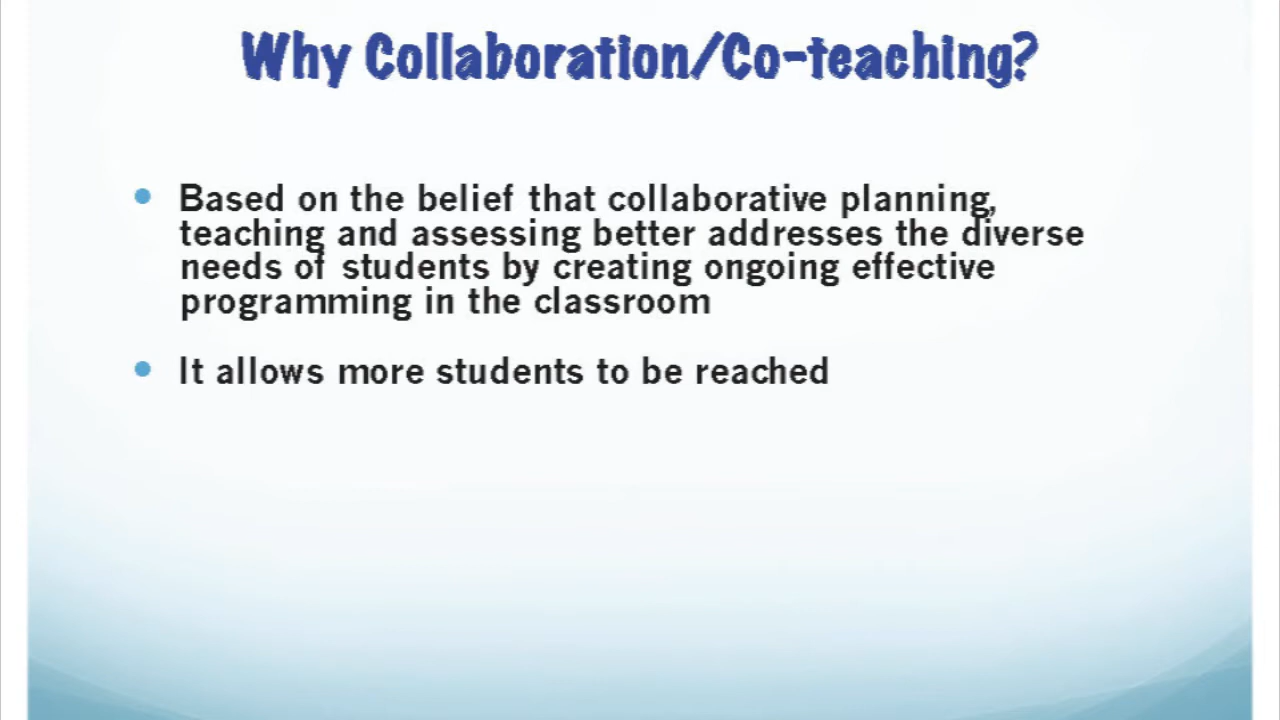 Why Collaboration/Co-teaching?
Based on the belief that collaborative planning,
teaching and assessing better addresses the diverse
needs of students by creating ongoing effective
programming in the classroom
It allows more students to be reached